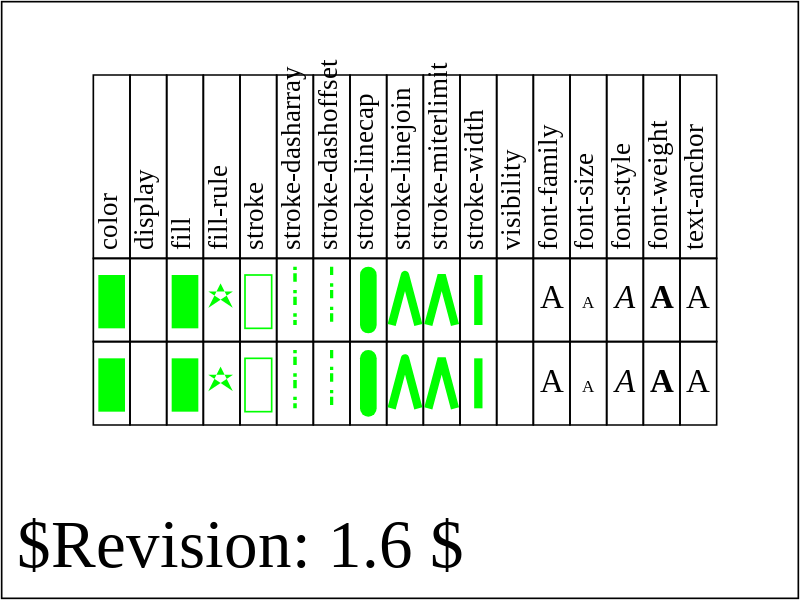 color
display
fill
fill-rule
stroke
stroke-dasharray
stroke-dashoffset
stroke-linecap
stroke-linejoin
stroke-miterlimit
stroke-width
visibility
font-family
font-size
font-style
font-weight
text-anchor
A A A A A
A A A A A
$Revision: 1.6 $